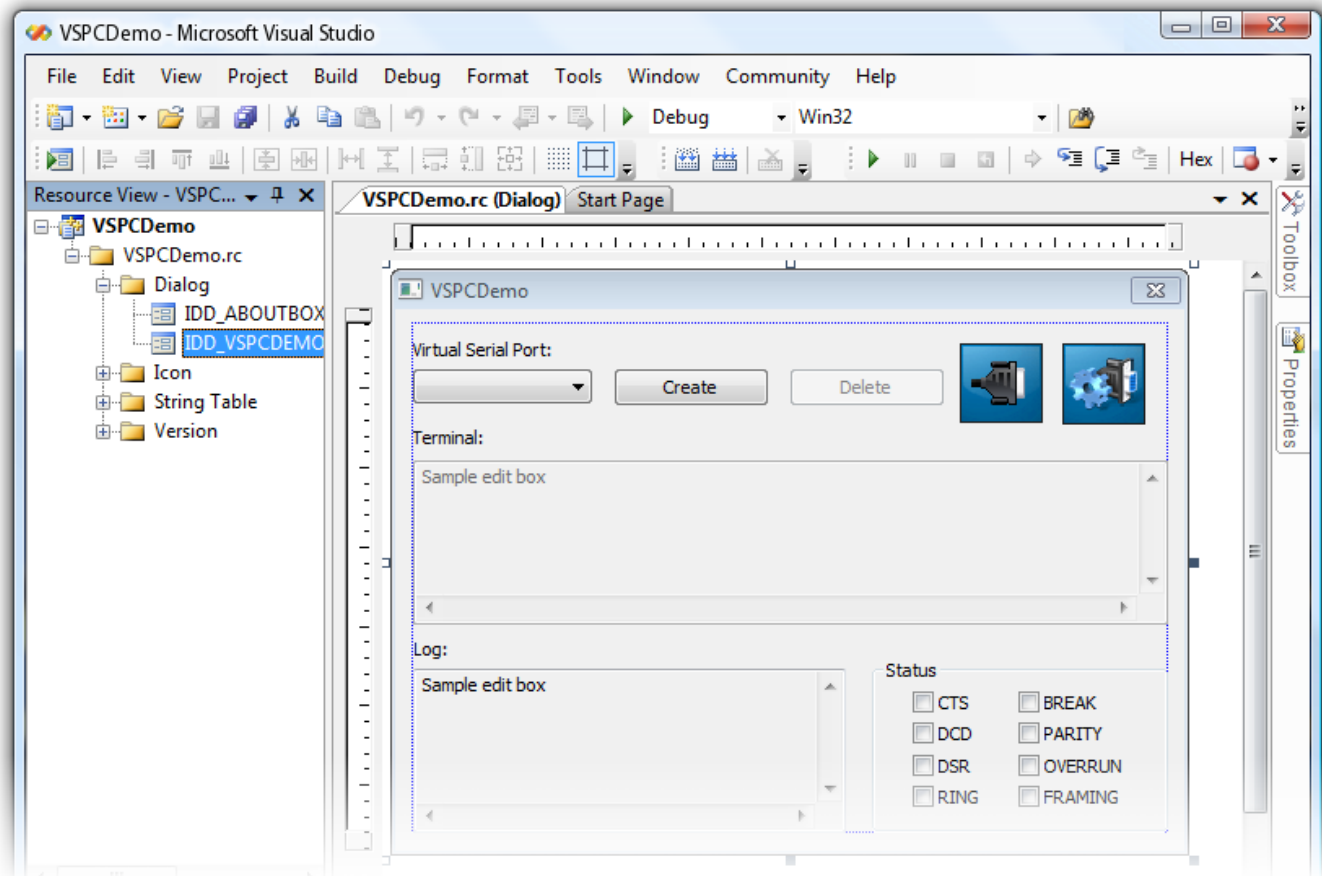 VSPCDemo - Microsoft Visual Studio
File Edit View Project Build Debug Format Tools Window Community Help
Debug Win32
Hex
Resource View - VSPC...
VSPCDemo.rc (Dialog) Start Page
VSPCDemo
VSPCDemo.rc
Dialog
IDD_ABOUTBOX
IDD_VSPCDEMO
Icon
String Table
Version
VSPCDemo
Virtual Serial Port:
Create Delete
Terminal:
Sample edit box
Log:
Sample edit box
Status
CTS BREAK
DCD PARITY
DSR OVERRUN
RING FRAMING
Toolbox
Properties